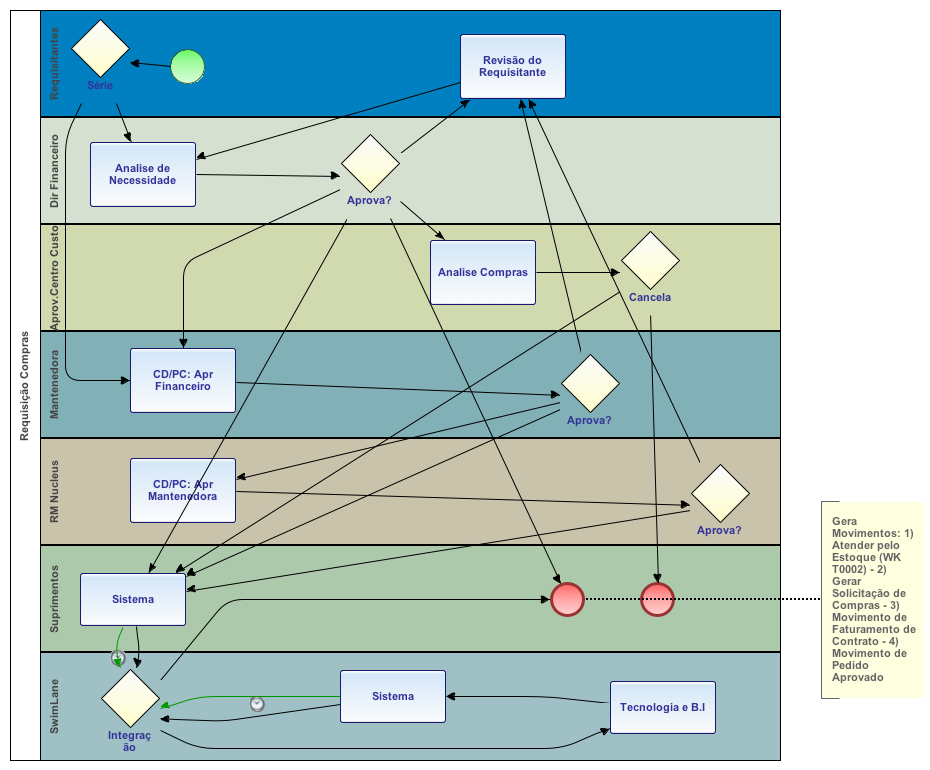 Requisição Compras
Requisitantes
Série
Revisão do
Requisitante
Dir Financeiro
Analise de
Necessidade
Aprova?
Aprov.Centro Custo
Analise Compras
Cancela
Mantenedora
CD/PC: Apr
Financeiro
Aprova?
RM Nucleus
CD/PC: Apr
Mantenedora
Aprova?
Suprimentos
Sistema
Gera
Movimentos: 1)
Atender pelo
Estoque (WK
T0002) - 2)
Gerar
Solicitação de
Compras - 3)
Movimento de
Faturamento de
Contrato - 4)
Movimento de
Pedido
Aprovado
SwimLane
Integraç
ão
Sistema
Tecnologia e B.I